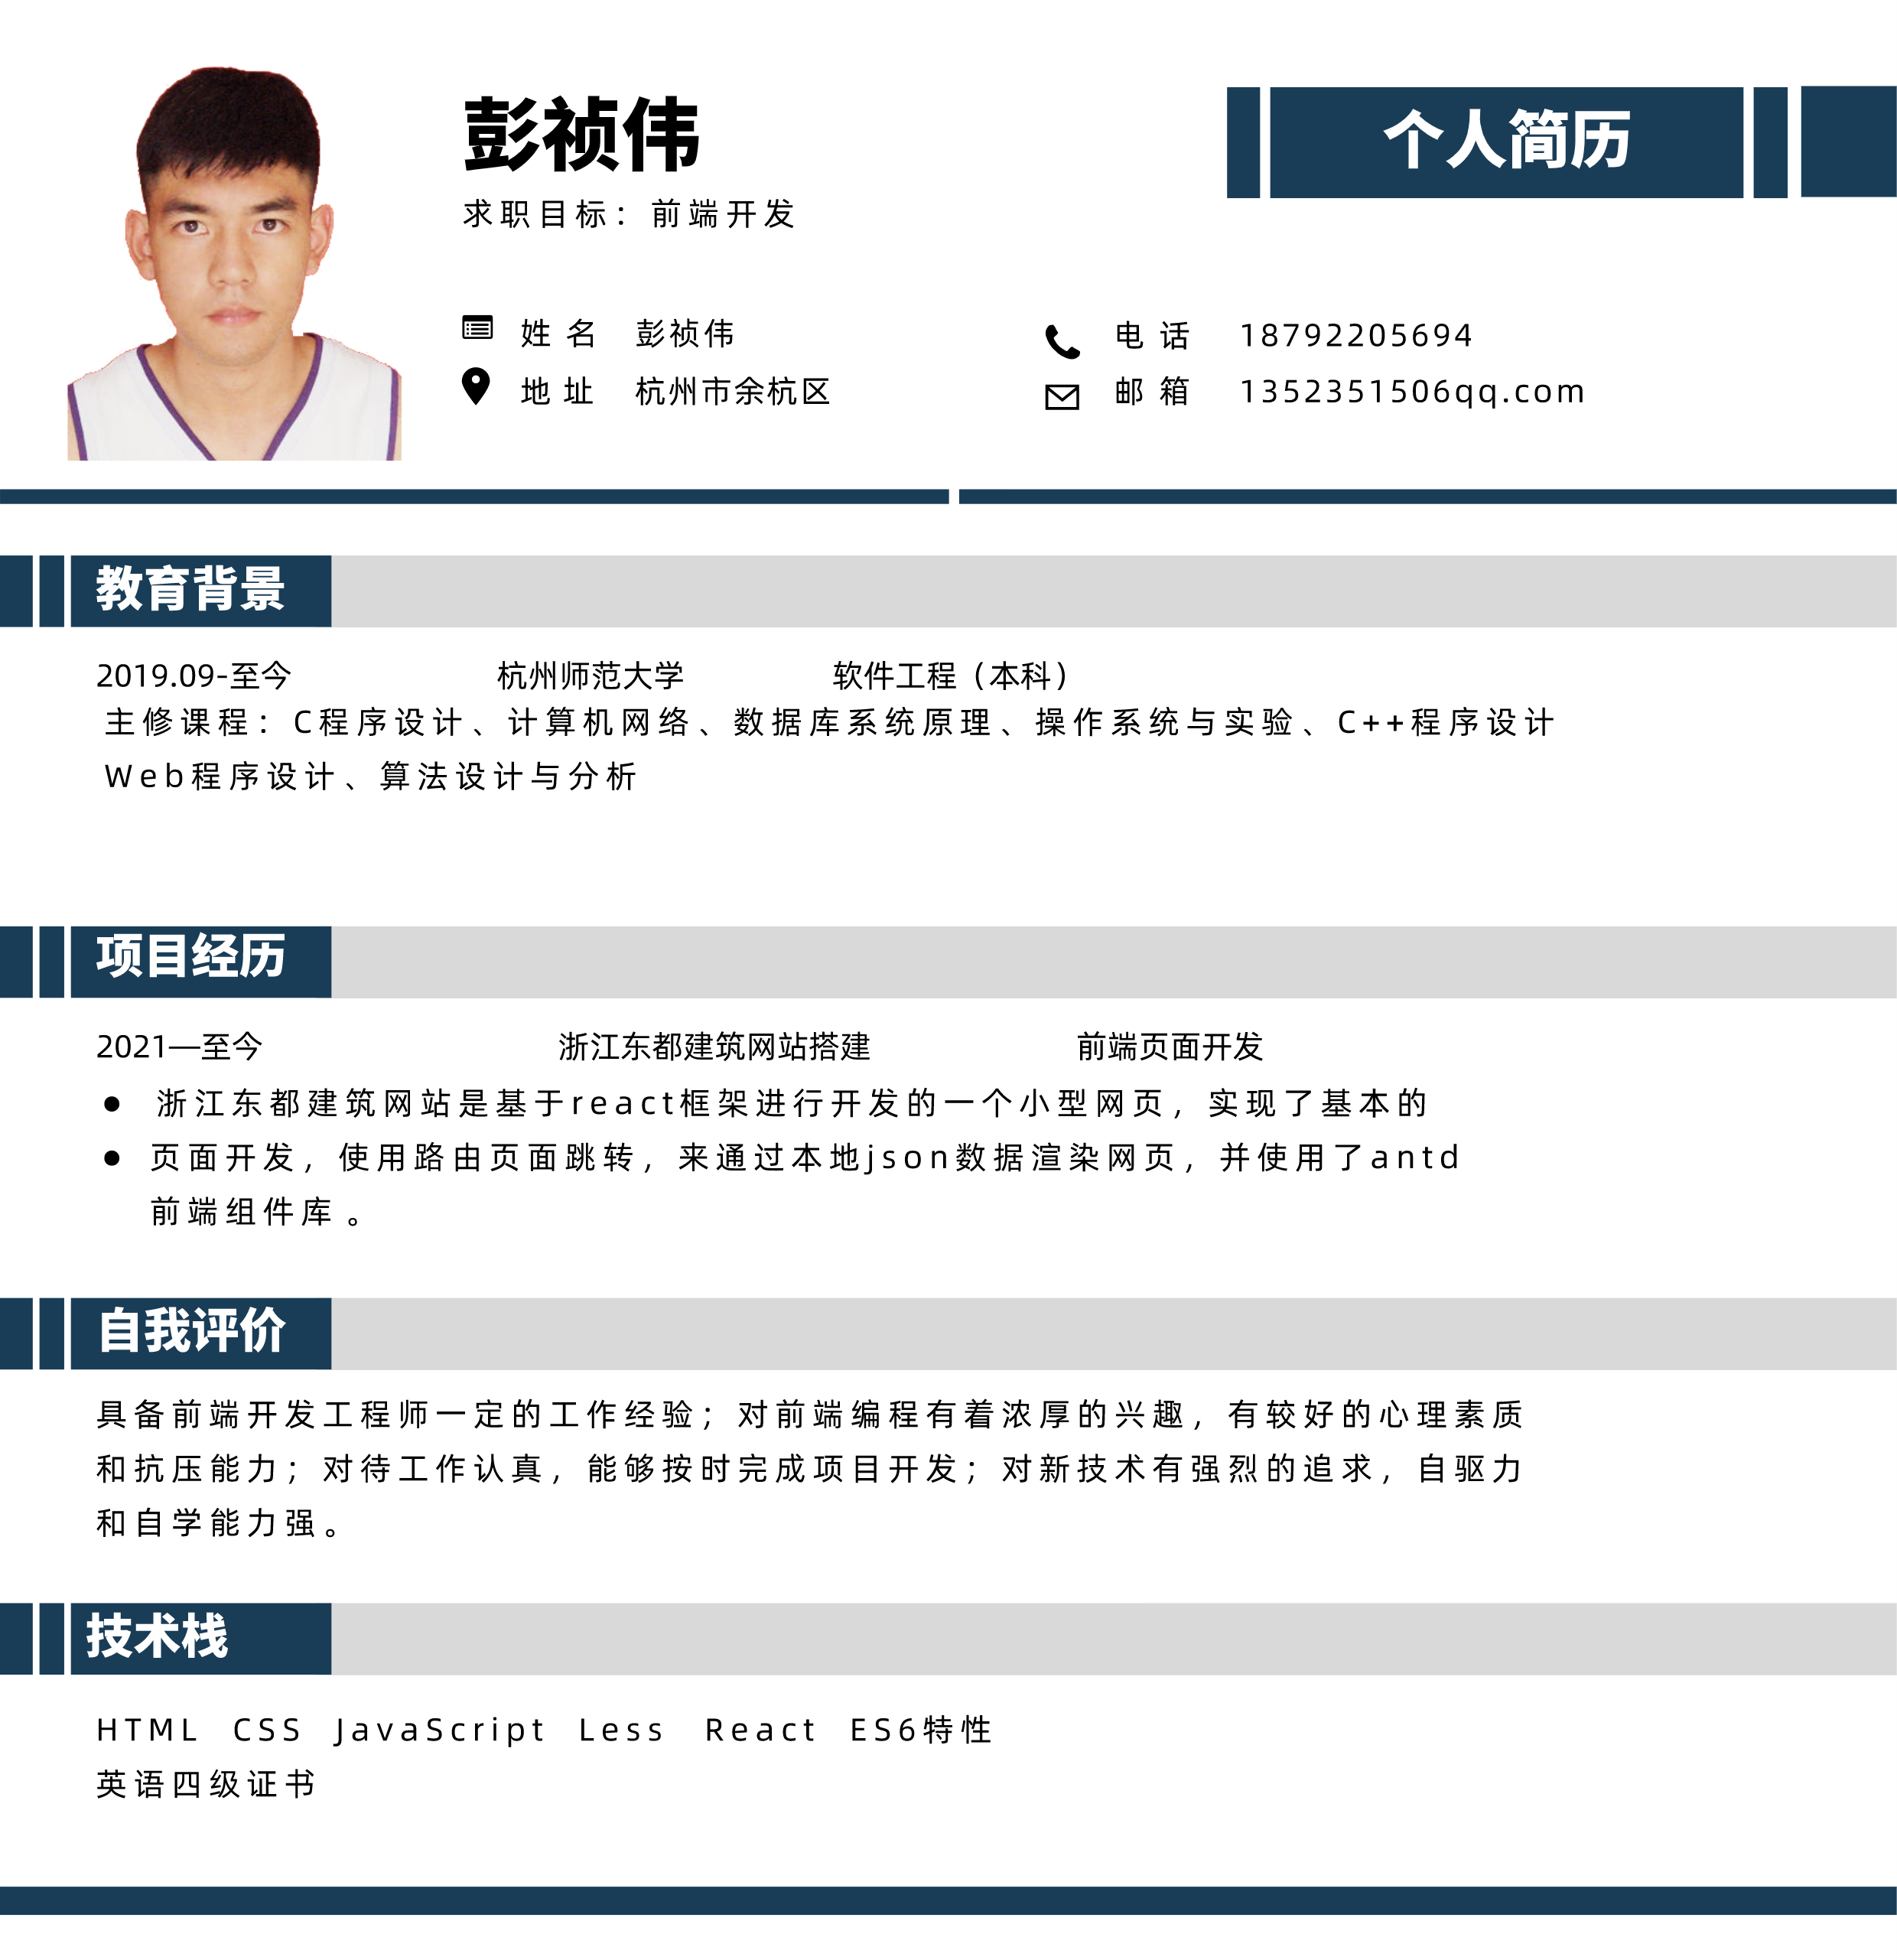 彭祯伟
个人简历
求职目标：前端开发
姓名 彭祯伟
电话 18792205694
地址 杭州市余杭区
邮箱 1352351506qq.com
教育背景
2019.09-至今 杭州师范大学 软件工程（本科）
主修课程：C程序设计、计算机网络、数据库系统原理、操作系统与实验、C++程序设计
Web程序设计、算法设计与分析
项目经历
2021—至今 浙江东都建筑网站搭建 前端页面开发
● 浙江东都建筑网站是基于react框架进行开发的一个小型网页，实现了基本的
● 页面开发，使用路由页面跳转，来通过本地json数据渲染网页，并使用了antd
前端组件库。
自我评价
具备前端开发工程师一定的工作经验；对前端编程有着浓厚的兴趣，有较好的心理素质
和抗压能力；对待工作认真，能够按时完成项目开发；对新技术有强烈的追求，自驱力
和自学能力强。
技术栈
HTML CSS JavaScript Less React ES6特性
英语四级证书